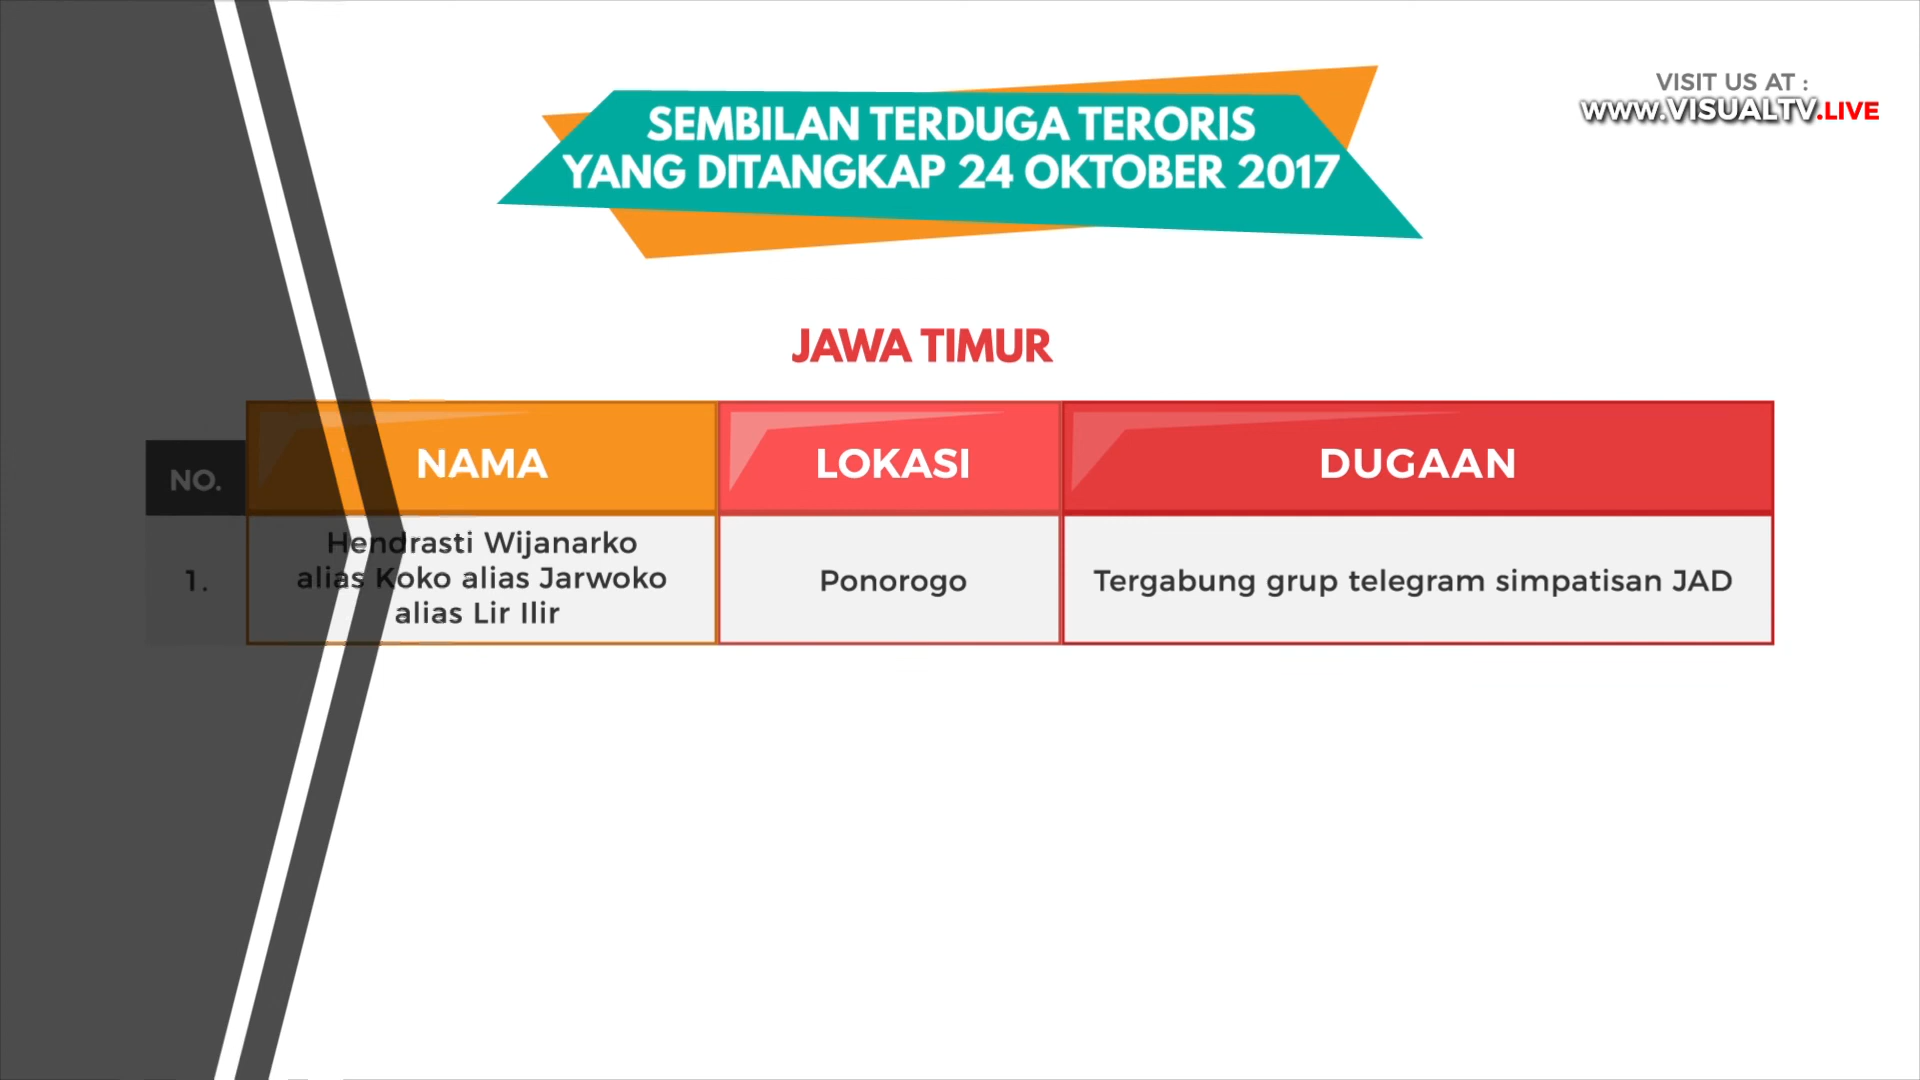 VISIT US AT :
WWW.VISUALTV.LIVE
SEMBILAN TERDUGA TERORIS
YANG DITANGKAP 24 OKTOBER 2017
JAWA TIMUR
NO.
NAMA
LOKASI
DUGAAN
1.
Hendrasti Wijanarko
alias Koko alias Jarwoko
alias Lir Ilir
Ponorogo
Tergabung grup telegram simpatisan JAD